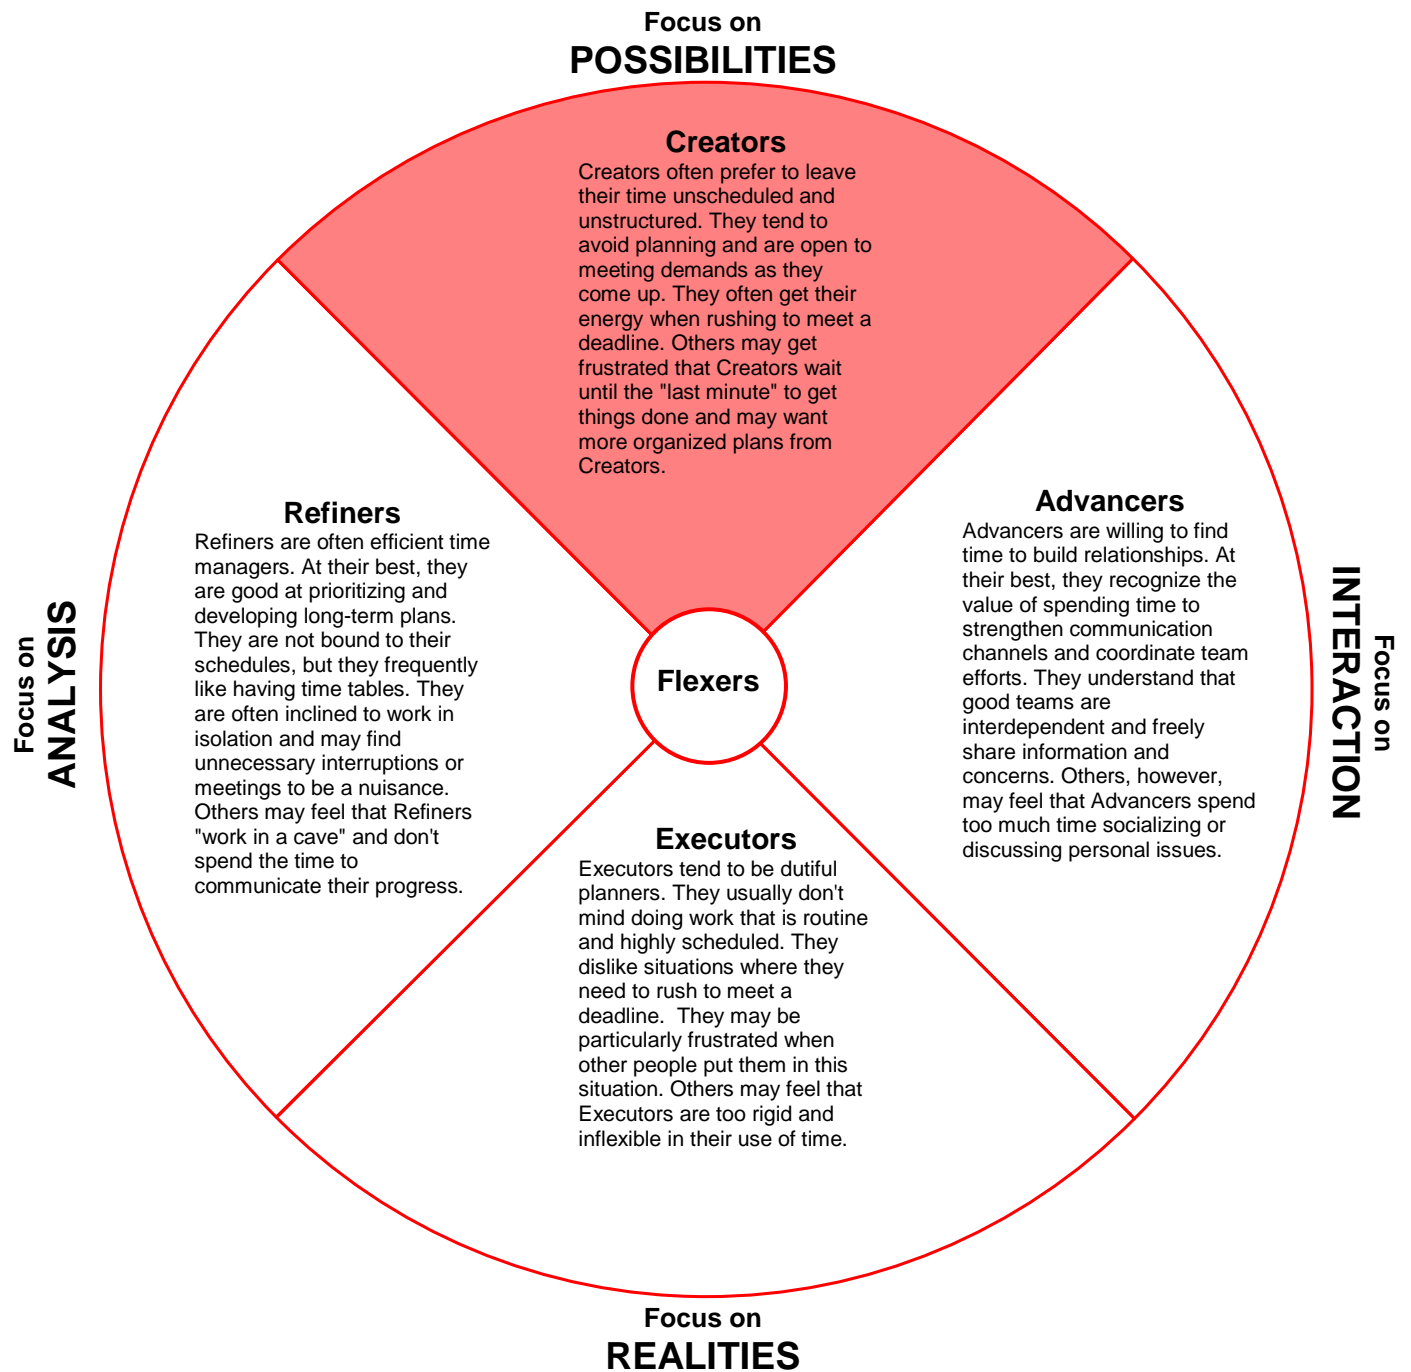 Focus on
POSSIBILITIES
Creators
Creators often prefer to leave
their time unscheduled and
unstructured. They tend to
avoid planning and are open to
meeting demands as they
come up. They often get their
energy when rushing to meet a
deadline. Others may get
frustrated that Creators wait
until the "last minute" to get
things done and may want
more organized plans from
Creators.
Focus on
ANALYSIS
Refiners
Refiners are often efficient time
managers. At their best, they
are good at prioritizing and
developing long-term plans.
They are not bound to their
schedules, but they frequently
like having time tables. They
are often inclined to work in
isolation and may find
unnecessary interruptions or
meetings to be a nuisance.
Others may feel that Refiners
"work in a cave" and don't
spend the time to
communicate their progress.
Flexers
Advancers
Advancers are willing to find
time to build relationships. At
their best, they recognize the
value of spending time to
strengthen communication
channels and coordinate team
efforts. They understand that
good teams are
interdependent and freely
share information and
concerns. Others, however,
may feel that Advancers spend
too much time socializing or
discussing personal issues.
Focus on
INTERACTION
Executors
Executors tend to be dutiful
planners. They usually don't
mind doing work that is routine
and highly scheduled. They
dislike situations where they
need to rush to meet a
deadline.  They may be
particularly frustrated when
other people put them in this
situation. Others may feel that
Executors are too rigid and
inflexible in their use of time.
Focus on
REALITIES